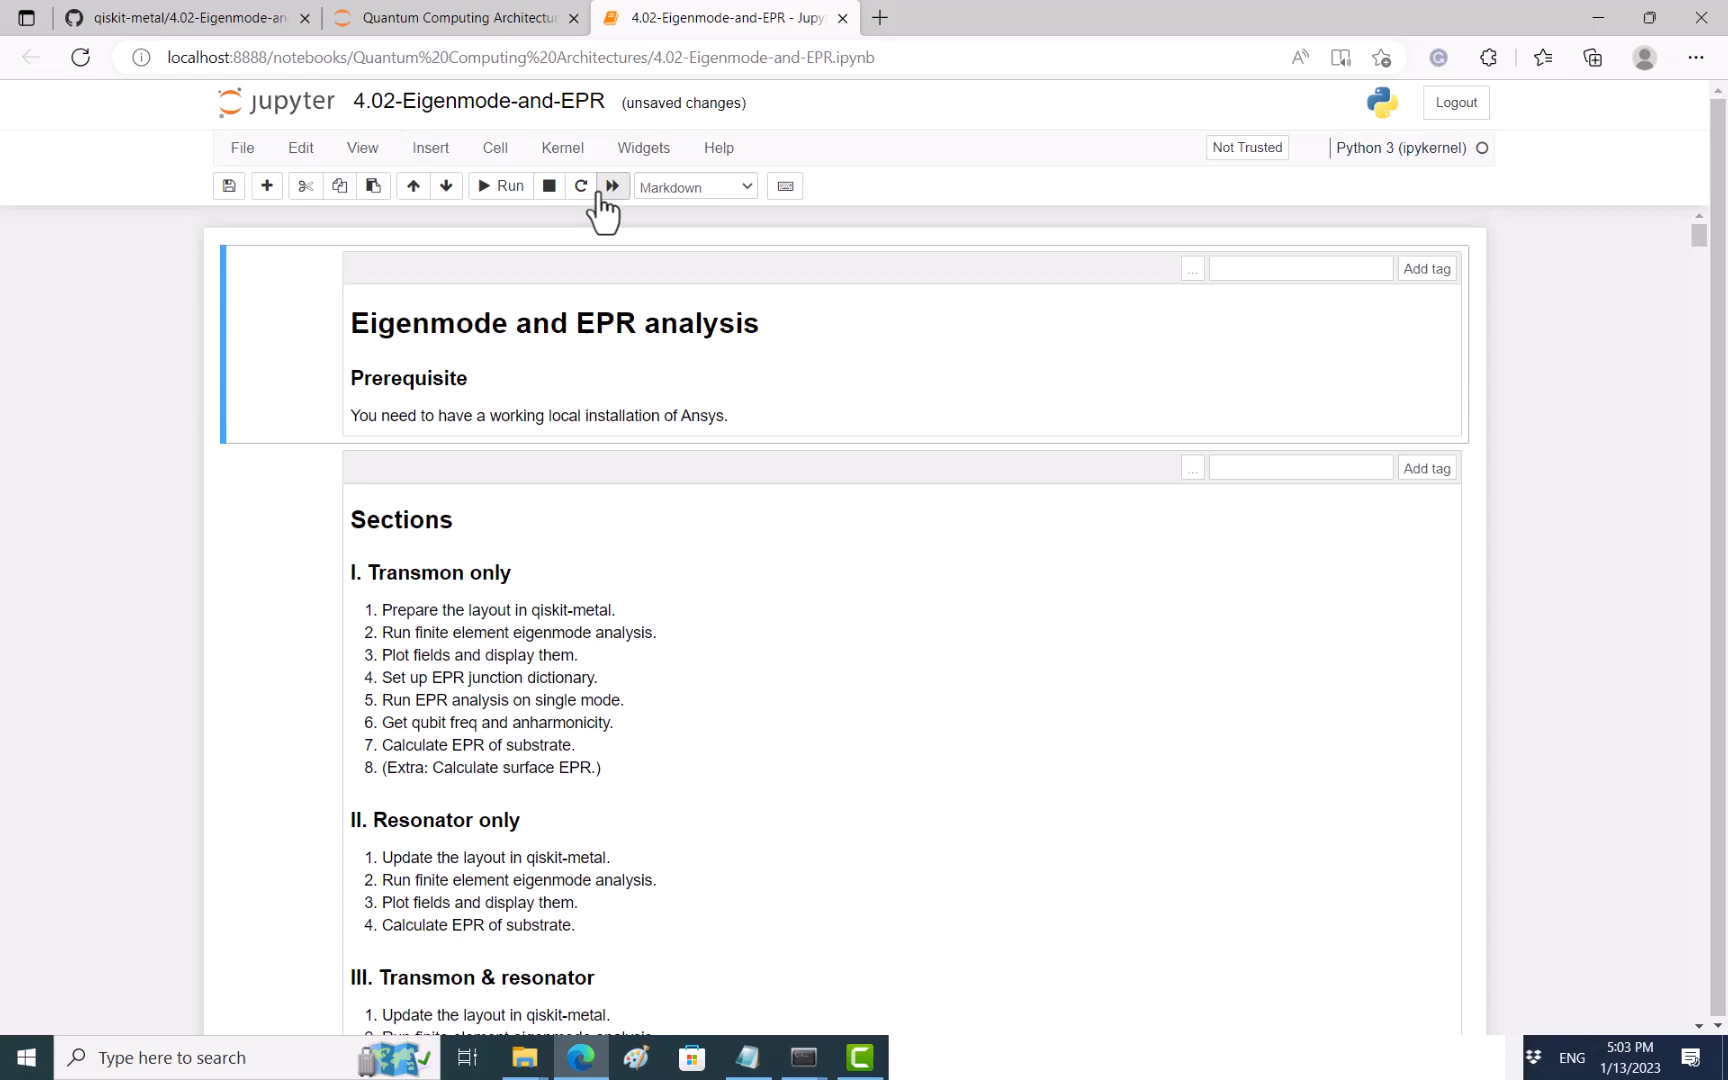 qiskit-metal/4.02-Eigenmode-an
Quantum Computing Architectur
4.02-Eigenmode-and-EPR - Jupy
localhost:8888/notebooks/Quantum%20Computing%20Architectures/4.02-Eigenmode-and-EPR.ipynb
jupyter 4.02-Eigenmode-and-EPR (unsaved changes)
Logout
File Edit View Insert Cell Kernel Widgets Help
Not Trusted
Python 3 (ipykernel)
Run
Markdown
... Add tag
Eigenmode and EPR analysis
Prerequisite
You need to have a working local installation of Ansys.
... Add tag
Sections
I. Transmon only
1. Prepare the layout in qiskit-metal.
2. Run finite element eigenmode analysis.
3. Plot fields and display them.
4. Set up EPR junction dictionary.
5. Run EPR analysis on single mode.
6. Get qubit freq and anharmonicity.
7. Calculate EPR of substrate.
8. (Extra: Calculate surface EPR.)
II. Resonator only
1. Update the layout in qiskit-metal.
2. Run finite element eigenmode analysis.
3. Plot fields and display them.
4. Calculate EPR of substrate.
III. Transmon & resonator
1. Update the layout in qiskit-metal.
2. Run finite element eigenmode analysis.
Type here to search
ENG
5:03 PM
1/13/2023